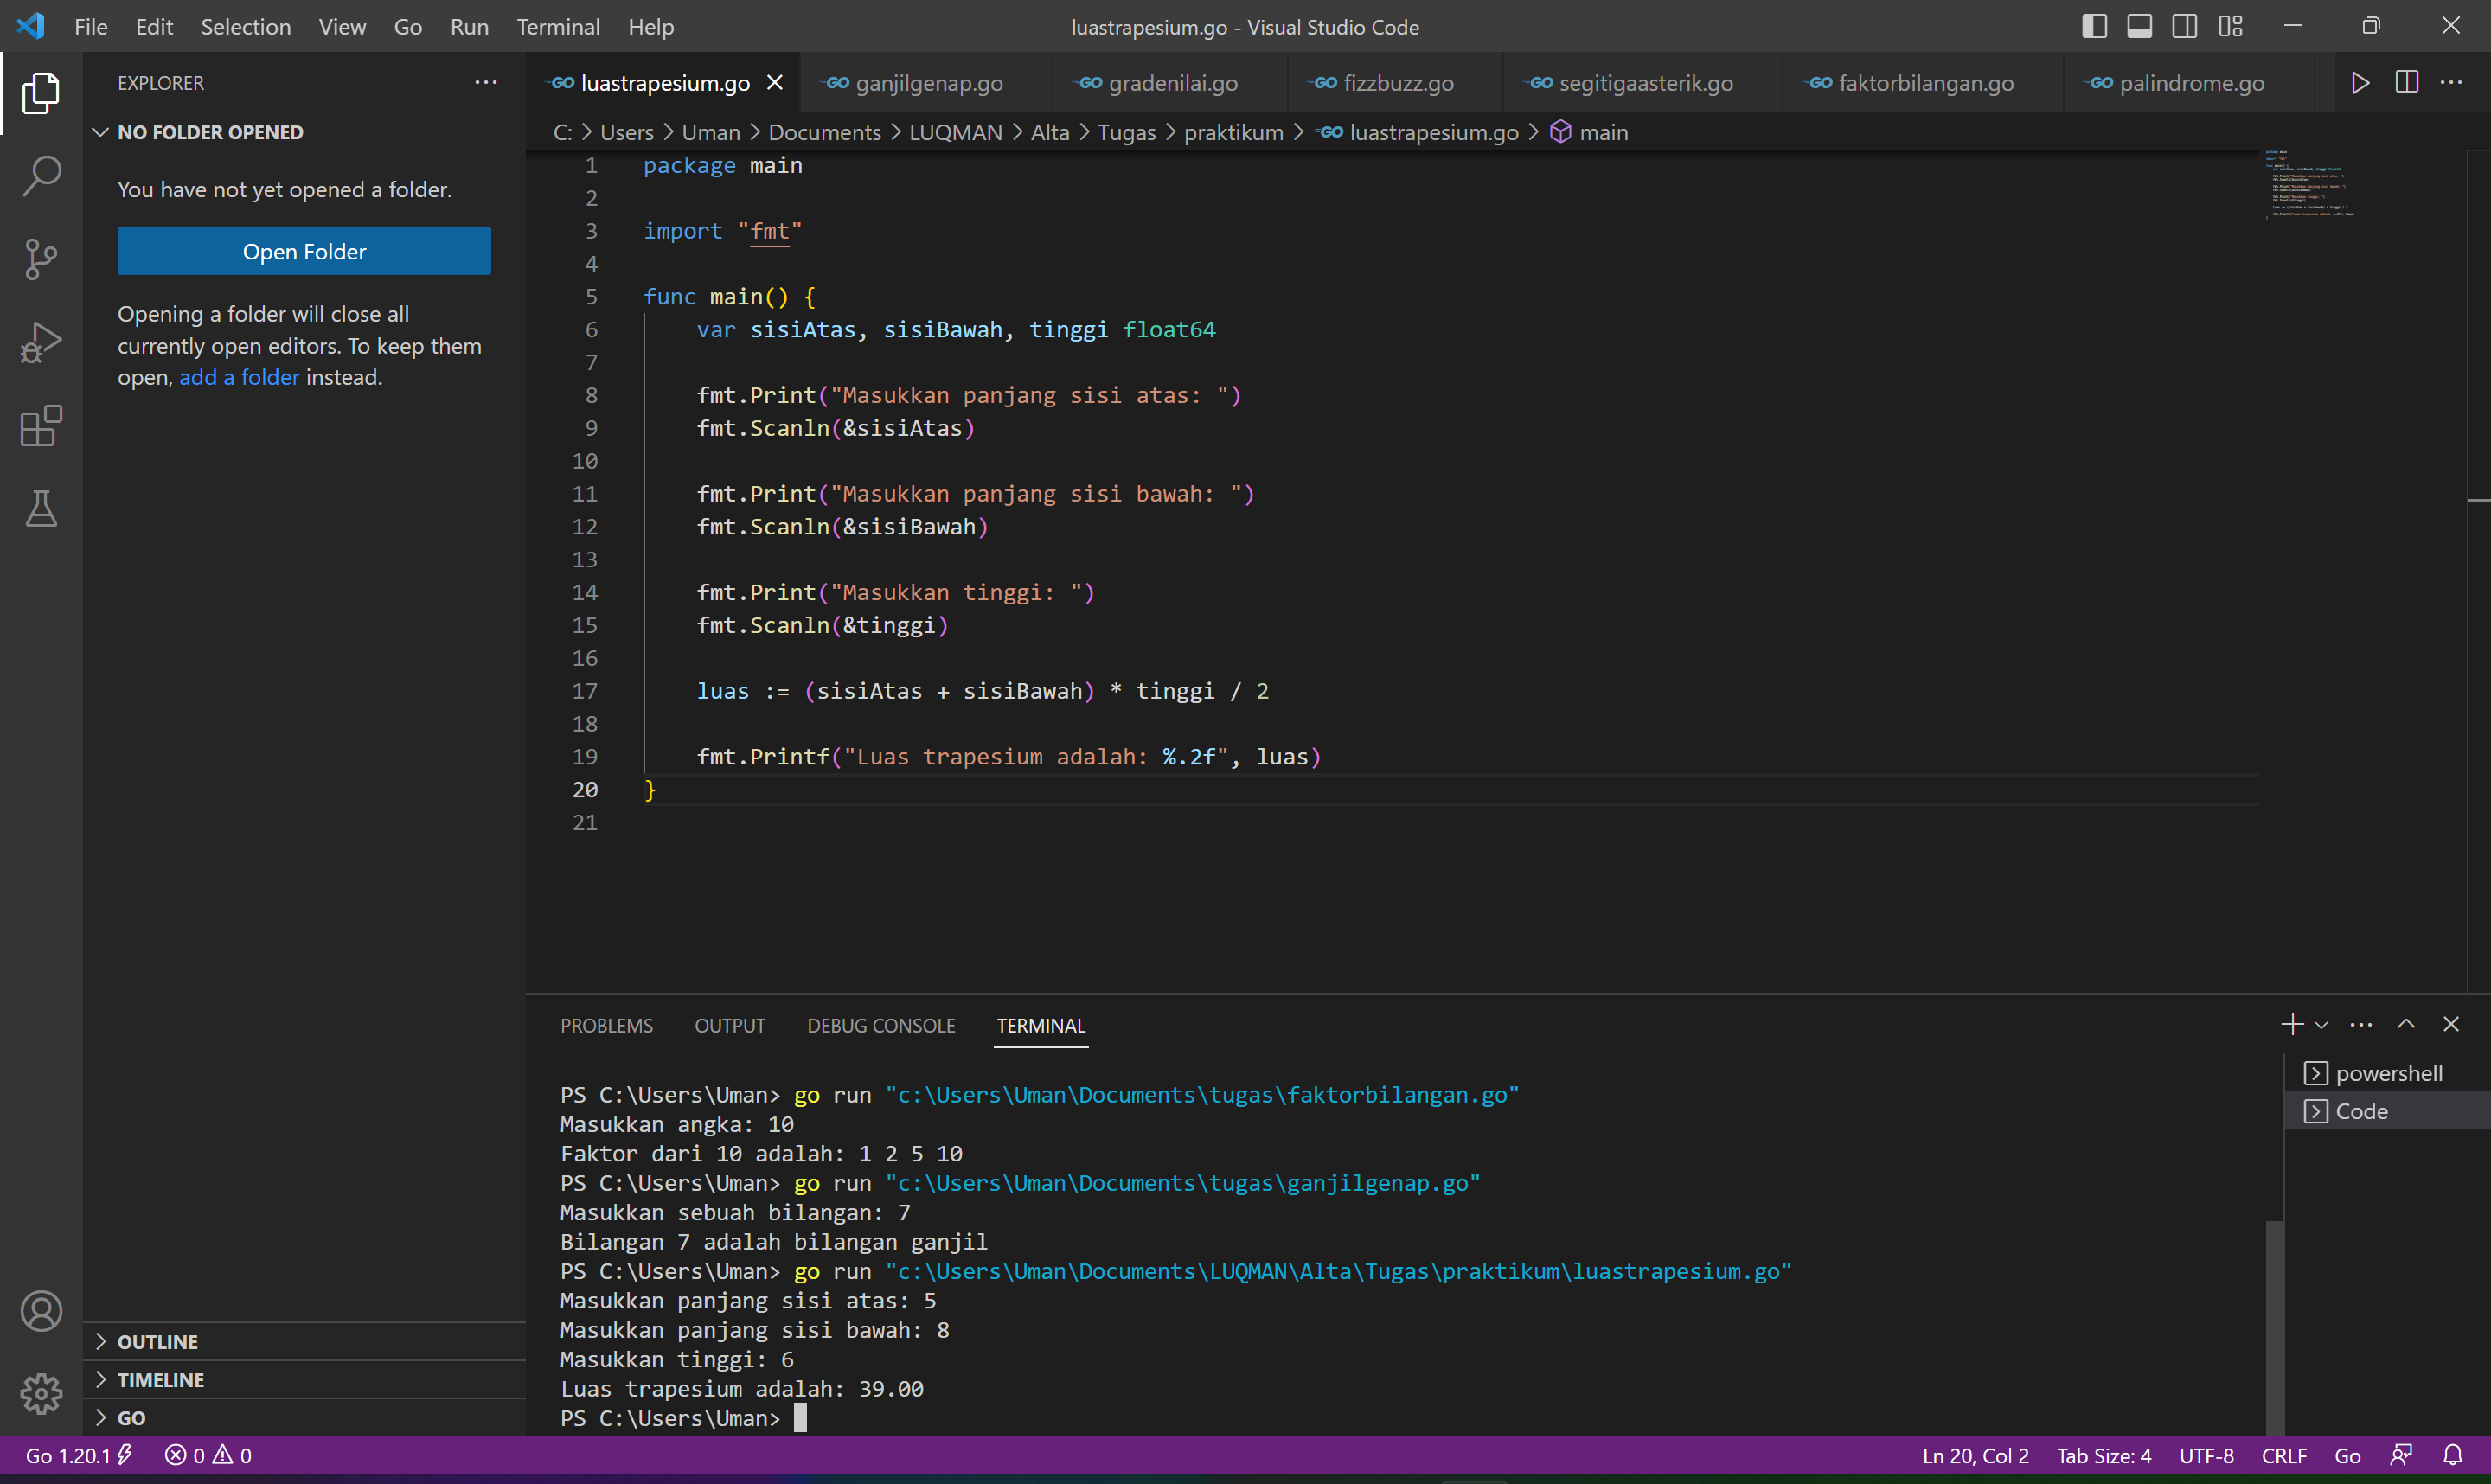 File Edit Selection View Go Run Terminal Help
luastrapesium.go - Visual Studio Code
EXPLORER
NO FOLDER OPENED
You have not yet opened a folder.
Open Folder
Opening a folder will close all
currently open editors. To keep them
open, add a folder instead.
OUTLINE
TIMELINE
GO
luastrapesium.go ganjilgenap.go gradenilai.go fizzbuzz.go segitigaasterik.go faktorbilangan.go palindrome.go
C: > Users > Uman > Documents > LUQMAN > Alta > Tugas > praktikum > luastrapesium.go > main
1 package main
2
3 import "fmt"
4
5 func main() {
6 var sisiAtas, sisiBawah, tinggi float64
7
8 fmt.Print("Masukkan panjang sisi atas: ")
9 fmt.Scanln(&sisiAtas)
10
11 fmt.Print("Masukkan panjang sisi bawah: ")
12 fmt.Scanln(&sisiBawah)
13
14 fmt.Print("Masukkan tinggi: ")
15 fmt.Scanln(&tinggi)
16
17 luas := (sisiAtas + sisiBawah) * tinggi / 2
18
19 fmt.Printf("Luas trapesium adalah: %.2f", luas)
20 }
21
PROBLEMS OUTPUT DEBUG CONSOLE TERMINAL
PS C:\Users\Uman> go run "c:\Users\Uman\Documents\tugas\faktorbilangan.go"
Masukkan angka: 10
Faktor dari 10 adalah: 1 2 5 10
PS C:\Users\Uman> go run "c:\Users\Uman\Documents\tugas\ganjilgenap.go"
Masukkan sebuah bilangan: 7
Bilangan 7 adalah bilangan ganjil
PS C:\Users\Uman> go run "c:\Users\Uman\Documents\LUQMAN\Alta\Tugas\praktikum\luastrapesium.go"
Masukkan panjang sisi atas: 5
Masukkan panjang sisi bawah: 8
Masukkan tinggi: 6
Luas trapesium adalah: 39.00
PS C:\Users\Uman>
powershell
Code
Go 1.20.1 0 0 Ln 20, Col 2 Tab Size: 4 UTF-8 CRLF Go